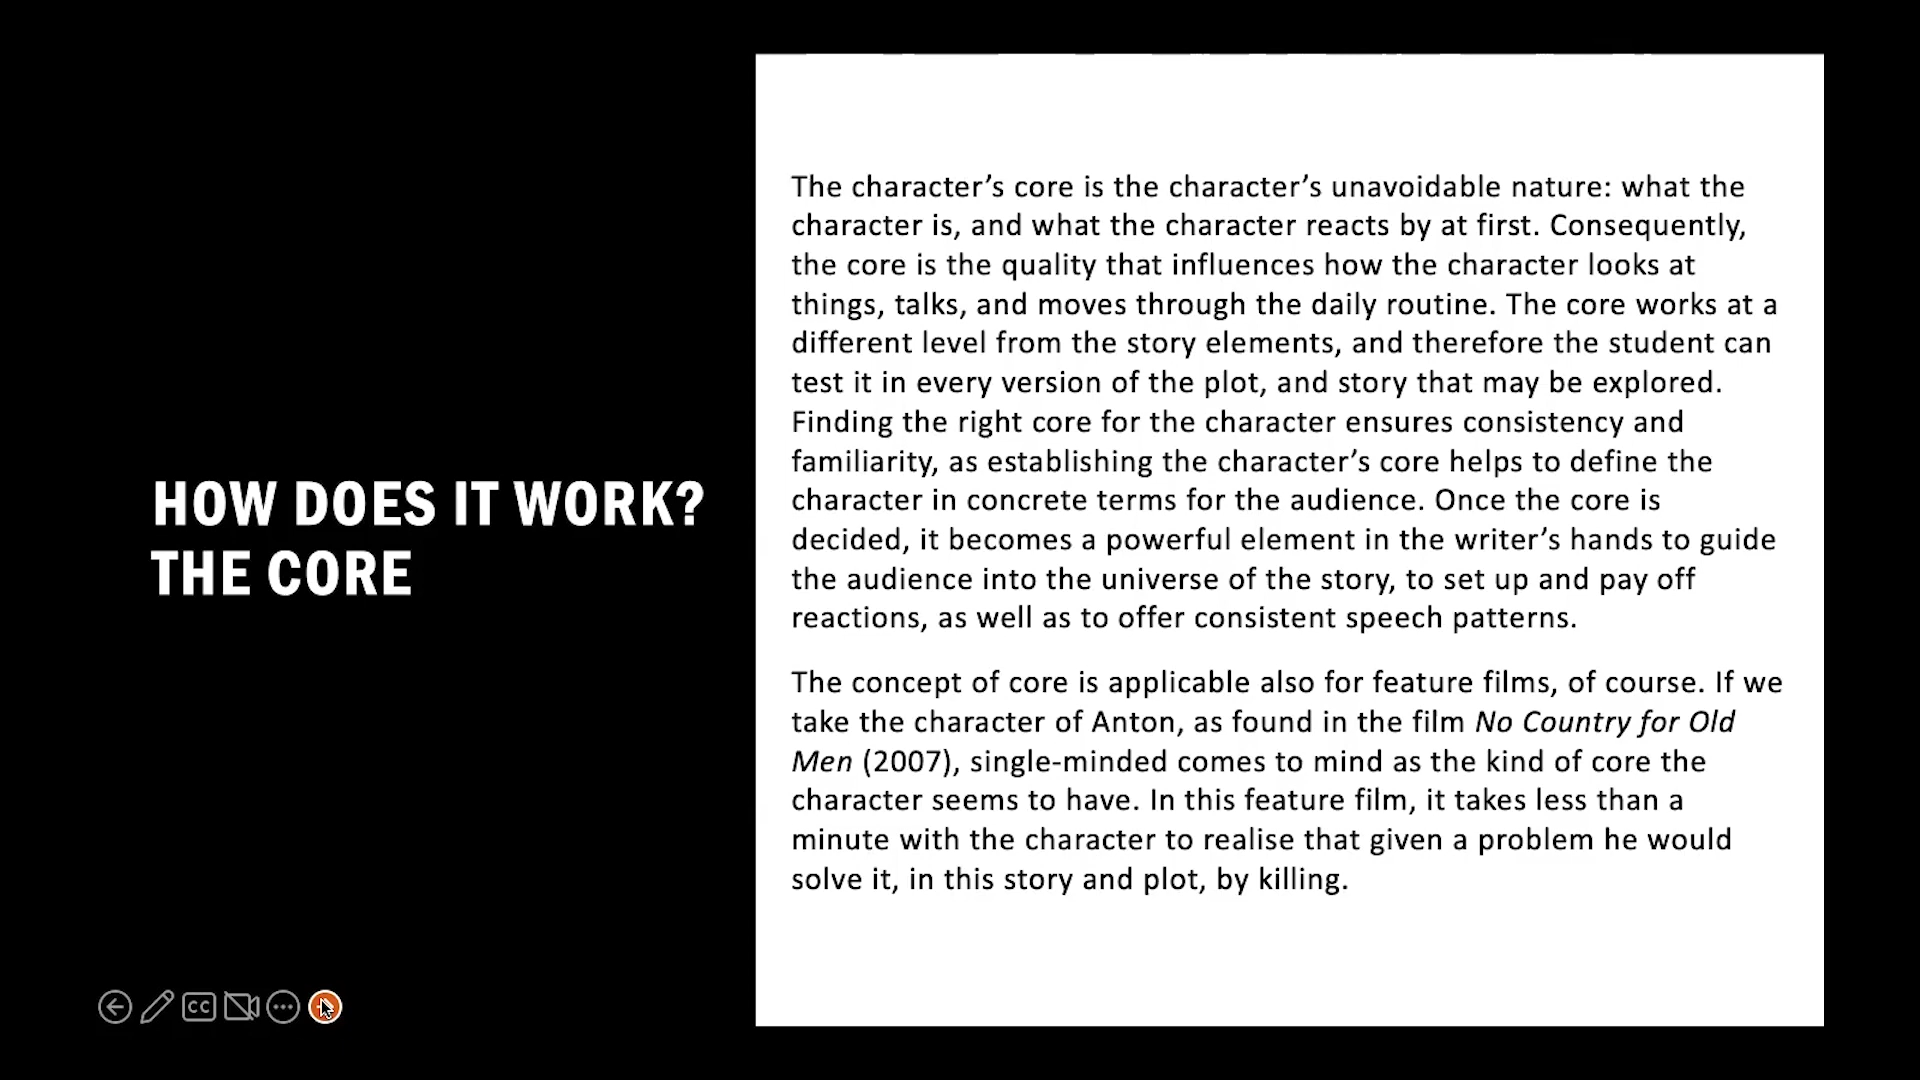 HOW DOES IT WORK?
THE CORE
The character’s core is the character’s unavoidable nature: what the
character is, and what the character reacts by at first. Consequently,
the core is the quality that influences how the character looks at
things, talks, and moves through the daily routine. The core works at a
different level from the story elements, and therefore the student can
test it in every version of the plot, and story that may be explored.
Finding the right core for the character ensures consistency and
familiarity, as establishing the character’s core helps to define the
character in concrete terms for the audience. Once the core is
decided, it becomes a powerful element in the writer’s hands to guide
the audience into the universe of the story, to set up and pay off
reactions, as well as to offer consistent speech patterns.
The concept of core is applicable also for feature films, of course. If we
take the character of Anton, as found in the film No Country for Old
Men (2007), single-minded comes to mind as the kind of core the
character seems to have. In this feature film, it takes less than a
minute with the character to realise that given a problem he would
solve it, in this story and plot, by killing.
CC